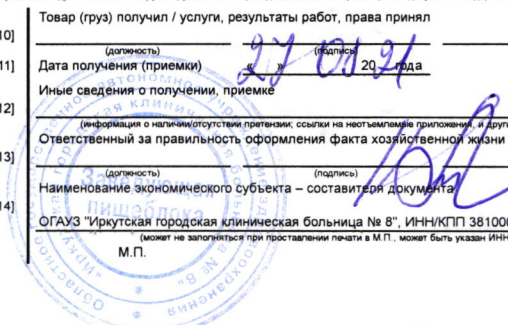 Товар (груз) получил / услуги, результаты работ, права принял
10]
(должность) (подпись)
11] Дата получения (приемки) « 27 » 01 2021 года
Иные сведения о получении, приемке
12]
(информация о наличии/отсутствии претензии; ссылки на неотъемлемые приложения, и други
Ответственный за правильность оформления факта хозяйственной жизни
13]
(должность) (подпись)
Наименование экономического субъекта – составителя документа
14]
ОГАУЗ "Иркутская городская клиническая больница № 8", ИНН/КПП 381000
(может не заполняться при проставлении печати в М.П., может быть указан ИНН
М.П.
Заведующая
пищеблока